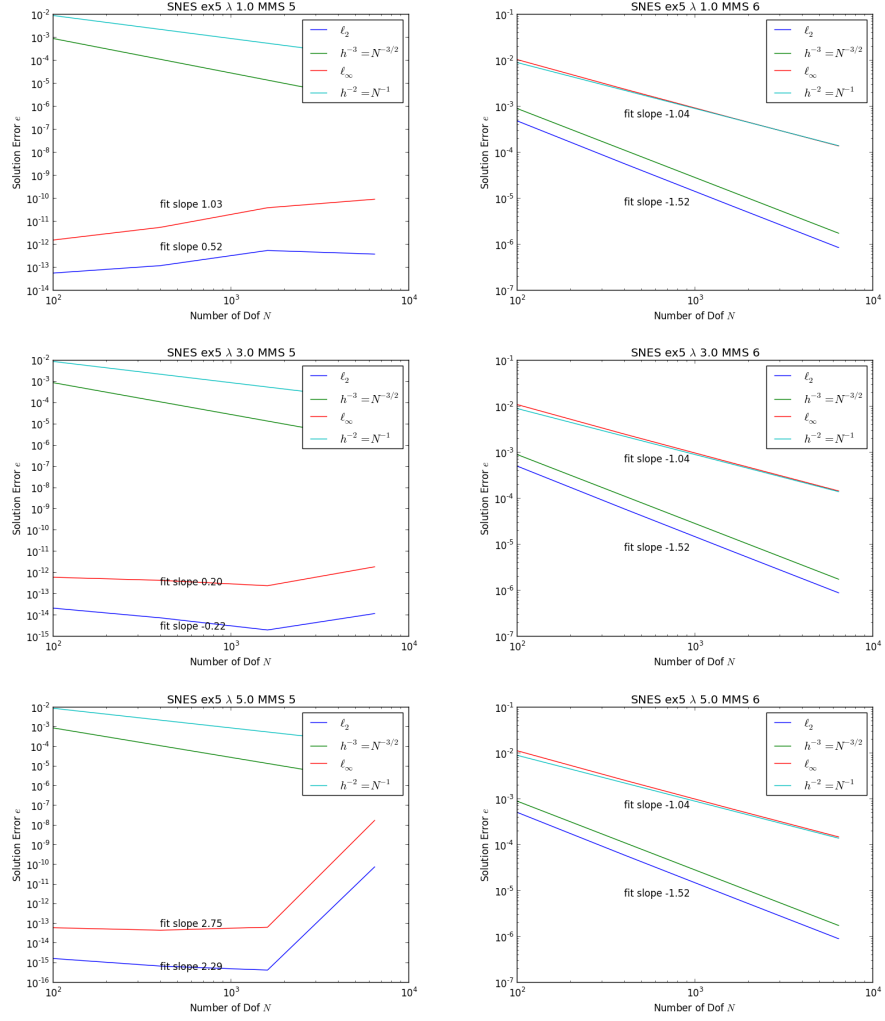 SNES ex5 λ 1.0 MMS 5
10^-2
10^-3
10^-4
10^-5
10^-6
10^-7
10^-8
10^-9
10^-10
10^-11
10^-12
10^-13
10^-14
Solution Error e
ℓ_2
h^-3 = N^-3/2
ℓ_∞
h^-2 = N^-1
fit slope 1.03
fit slope 0.52
10^2
10^3
10^4
Number of Dof N
SNES ex5 λ 1.0 MMS 6
10^-1
10^-2
10^-3
10^-4
10^-5
10^-6
10^-7
Solution Error e
ℓ_2
h^-3 = N^-3/2
ℓ_∞
h^-2 = N^-1
fit slope -1.04
fit slope -1.52
10^2
10^3
10^4
Number of Dof N
SNES ex5 λ 3.0 MMS 5
10^-2
10^-3
10^-4
10^-5
10^-6
10^-7
10^-8
10^-9
10^-10
10^-11
10^-12
10^-13
10^-14
10^-15
Solution Error e
ℓ_2
h^-3 = N^-3/2
ℓ_∞
h^-2 = N^-1
fit slope 0.20
fit slope -0.22
10^2
10^3
10^4
Number of Dof N
SNES ex5 λ 3.0 MMS 6
10^-1
10^-2
10^-3
10^-4
10^-5
10^-6
10^-7
Solution Error e
ℓ_2
h^-3 = N^-3/2
ℓ_∞
h^-2 = N^-1
fit slope -1.04
fit slope -1.52
10^2
10^3
10^4
Number of Dof N
SNES ex5 λ 5.0 MMS 5
10^-2
10^-3
10^-4
10^-5
10^-6
10^-7
10^-8
10^-9
10^-10
10^-11
10^-12
10^-13
10^-14
10^-15
10^-16
Solution Error e
ℓ_2
h^-3 = N^-3/2
ℓ_∞
h^-2 = N^-1
fit slope 2.75
fit slope 2.29
10^2
10^3
10^4
Number of Dof N
SNES ex5 λ 5.0 MMS 6
10^-1
10^-2
10^-3
10^-4
10^-5
10^-6
10^-7
Solution Error e
ℓ_2
h^-3 = N^-3/2
ℓ_∞
h^-2 = N^-1
fit slope -1.04
fit slope -1.52
10^2
10^3
10^4
Number of Dof N